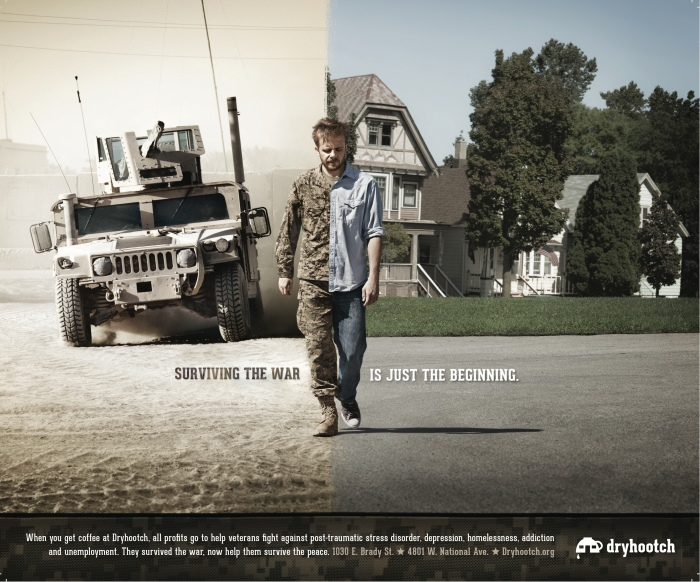 SURVIVING THE WAR IS JUST THE BEGINNING.
When you get coffee at Dryhootch, all profits go to help veterans fight against post-traumatic stress disorder, depression, homelessness, addiction
and unemployment. They survived the war, now help them survive the peace. 1030 E. Brady St. ★ 4801 W. National Ave. ★ Dryhootch.org
dryhootch